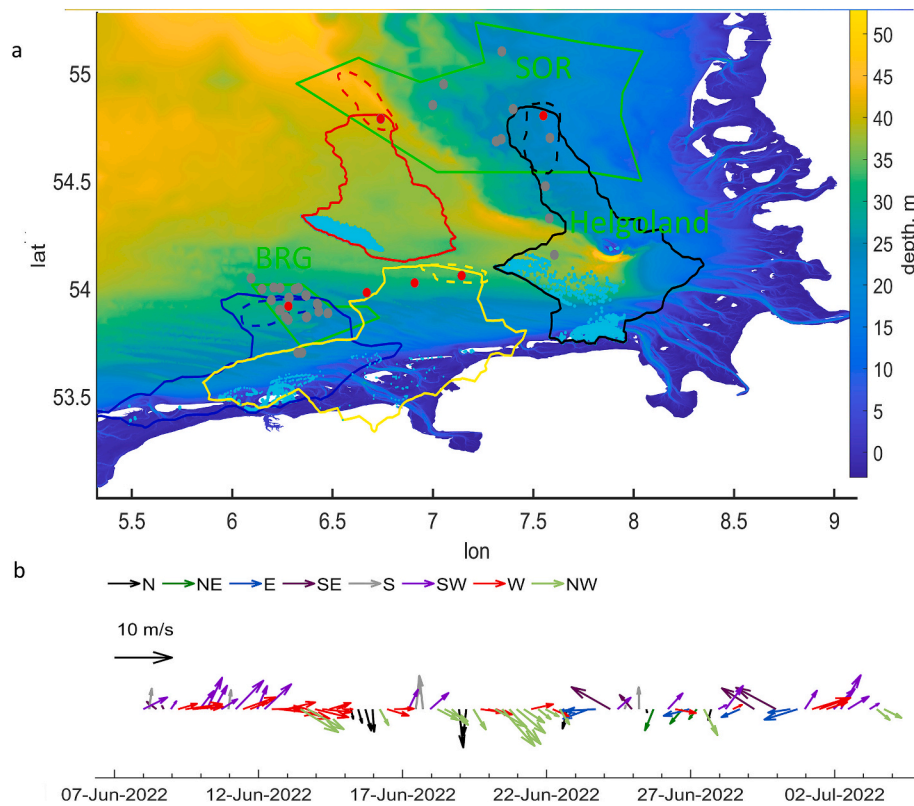 a
55
54.5
54
53.5
lat
SOR
Helgoland
BRG
50
45
40
35
30
25
20
15
10
5
0
depth, m
5.5 6 6.5 7 7.5 8 8.5 9
lon
b
N NE E SE S SW W NW
10 m/s
07-Jun-2022 12-Jun-2022 17-Jun-2022 22-Jun-2022 27-Jun-2022 02-Jul-2022